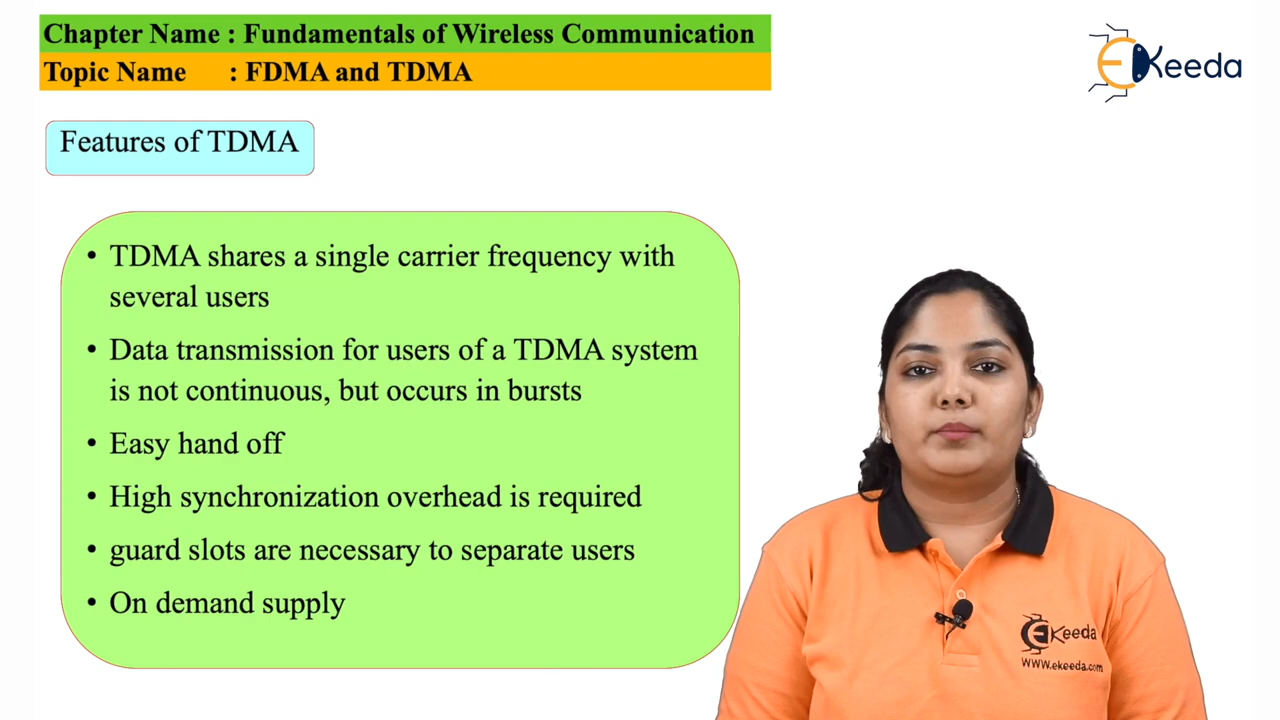 Chapter Name : Fundamentals of Wireless Communication
Topic Name : FDMA and TDMA
EKeeda
Features of TDMA
• TDMA shares a single carrier frequency with
several users
• Data transmission for users of a TDMA system
is not continuous, but occurs in bursts
• Easy hand off
• High synchronization overhead is required
• guard slots are necessary to separate users
• On demand supply
EKeeda
www.ekeeda.com